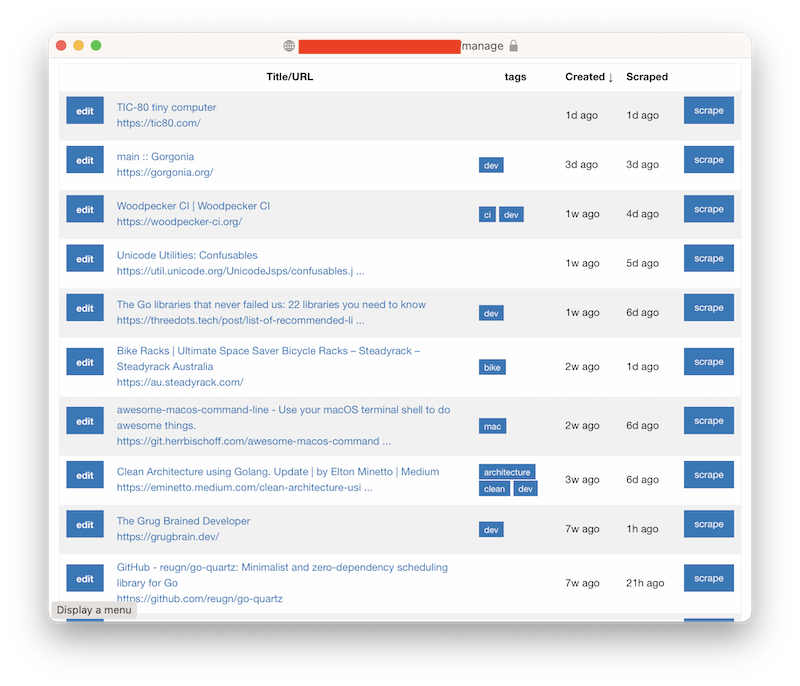 manage
Title/URL tags Created ↓ Scraped
edit TIC-80 tiny computer 1d ago 1d ago scrape
https://tic80.com/
edit main :: Gorgonia dev 3d ago 3d ago scrape
https://gorgonia.org/
edit Woodpecker CI | Woodpecker CI ci dev 1w ago 4d ago scrape
https://woodpecker-ci.org/
edit Unicode Utilities: Confusables 1w ago 5d ago scrape
https://util.unicode.org/UnicodeJsps/confusables.j ...
edit The Go libraries that never failed us: 22 libraries you need to know dev 1w ago 6d ago scrape
https://threedots.tech/post/list-of-recommended-li ...
Bike Racks | Ultimate Space Saver Bicycle Racks – Steadyrack –
edit Steadyrack Australia bike 2w ago 1d ago scrape
https://au.steadyrack.com/
awesome-macos-command-line - Use your macOS terminal shell to do
edit awesome things. mac 2w ago 6d ago scrape
https://git.herrbischoff.com/awesome-macos-command ...
edit Clean Architecture using Golang. Update | by Elton Minetto | Medium architecture 3w ago 6d ago scrape
https://eminetto.medium.com/clean-architecture-usi ... clean dev
edit The Grug Brained Developer dev 7w ago 1h ago scrape
https://grugbrain.dev/
GitHub - reugn/go-quartz: Minimalist and zero-dependency scheduling
edit library for Go 7w ago 21h ago scrape
https://github.com/reugn/go-quartz
Display a menu